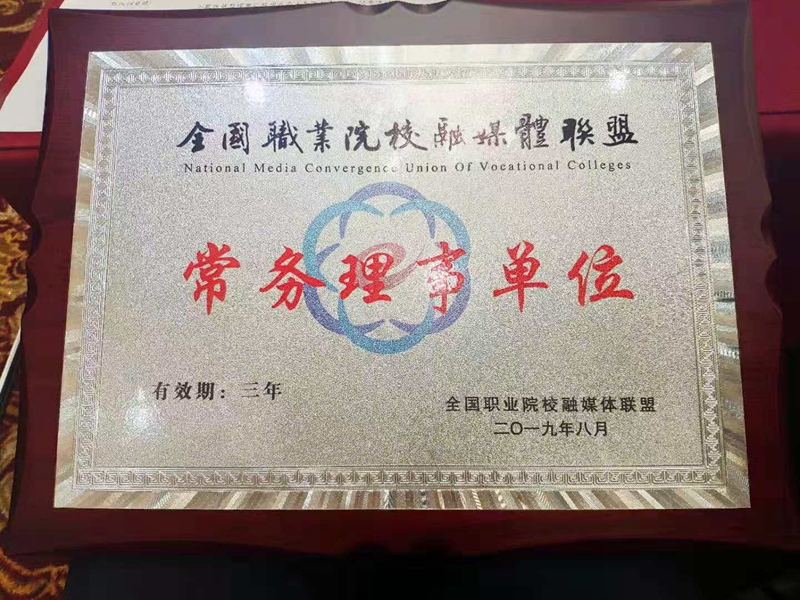 全國職業院校融媒體聯盟
National Media Convergence Union Of Vocational Colleges
常务理事单位
有效期：三年
全国职业院校融媒体联盟
二〇一九年八月